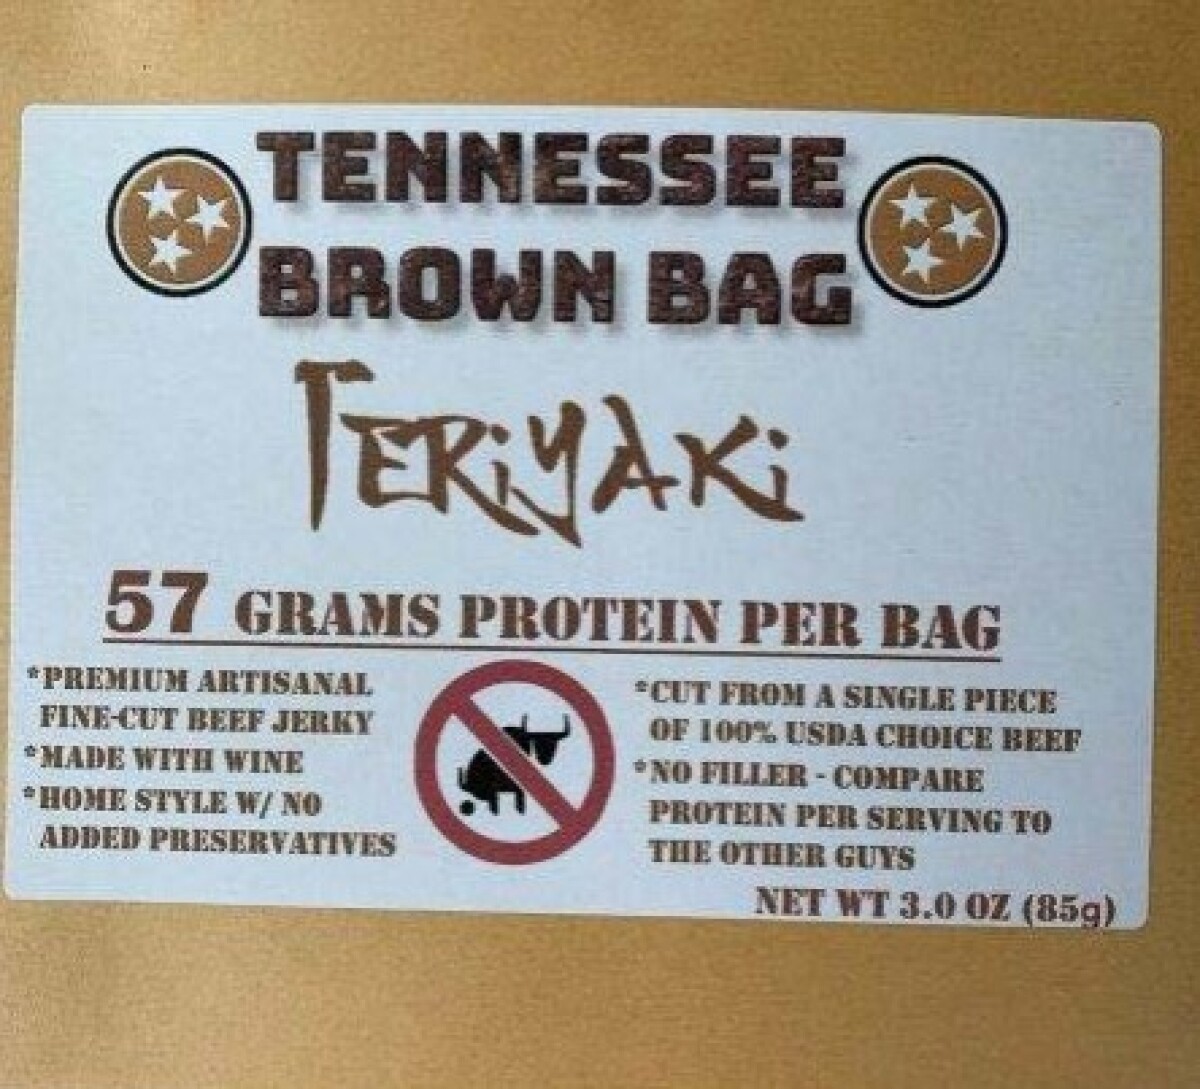 TENNESSEE
BROWN BAG
TERiYAKi
57 GRAMS PROTEIN PER BAG
*PREMIUM ARTISANAL
FINE-CUT BEEF JERKY
*MADE WITH WINE
*HOME STYLE W/ NO
ADDED PRESERVATIVES
*CUT FROM A SINGLE PIECE
OF 100% USDA CHOICE BEEF
*NO FILLER - COMPARE
PROTEIN PER SERVING TO
THE OTHER GUYS
NET WT 3.0 OZ (85g)